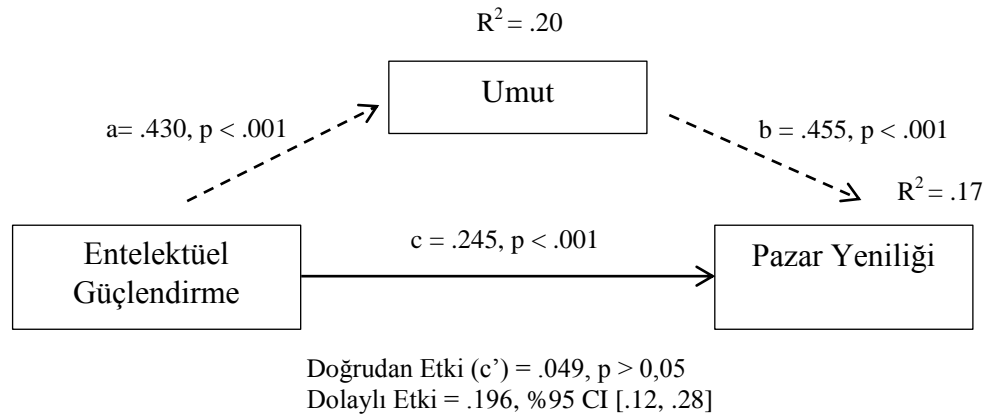 R² = .20
Umut
a= .430, p < .001
b = .455, p < .001
R² = .17
Entelektüel
Güçlendirme
c = .245, p < .001
Pazar Yeniliği
Doğrudan Etki (c’) = .049, p > 0,05
Dolaylı Etki = .196, %95 CI [.12, .28]